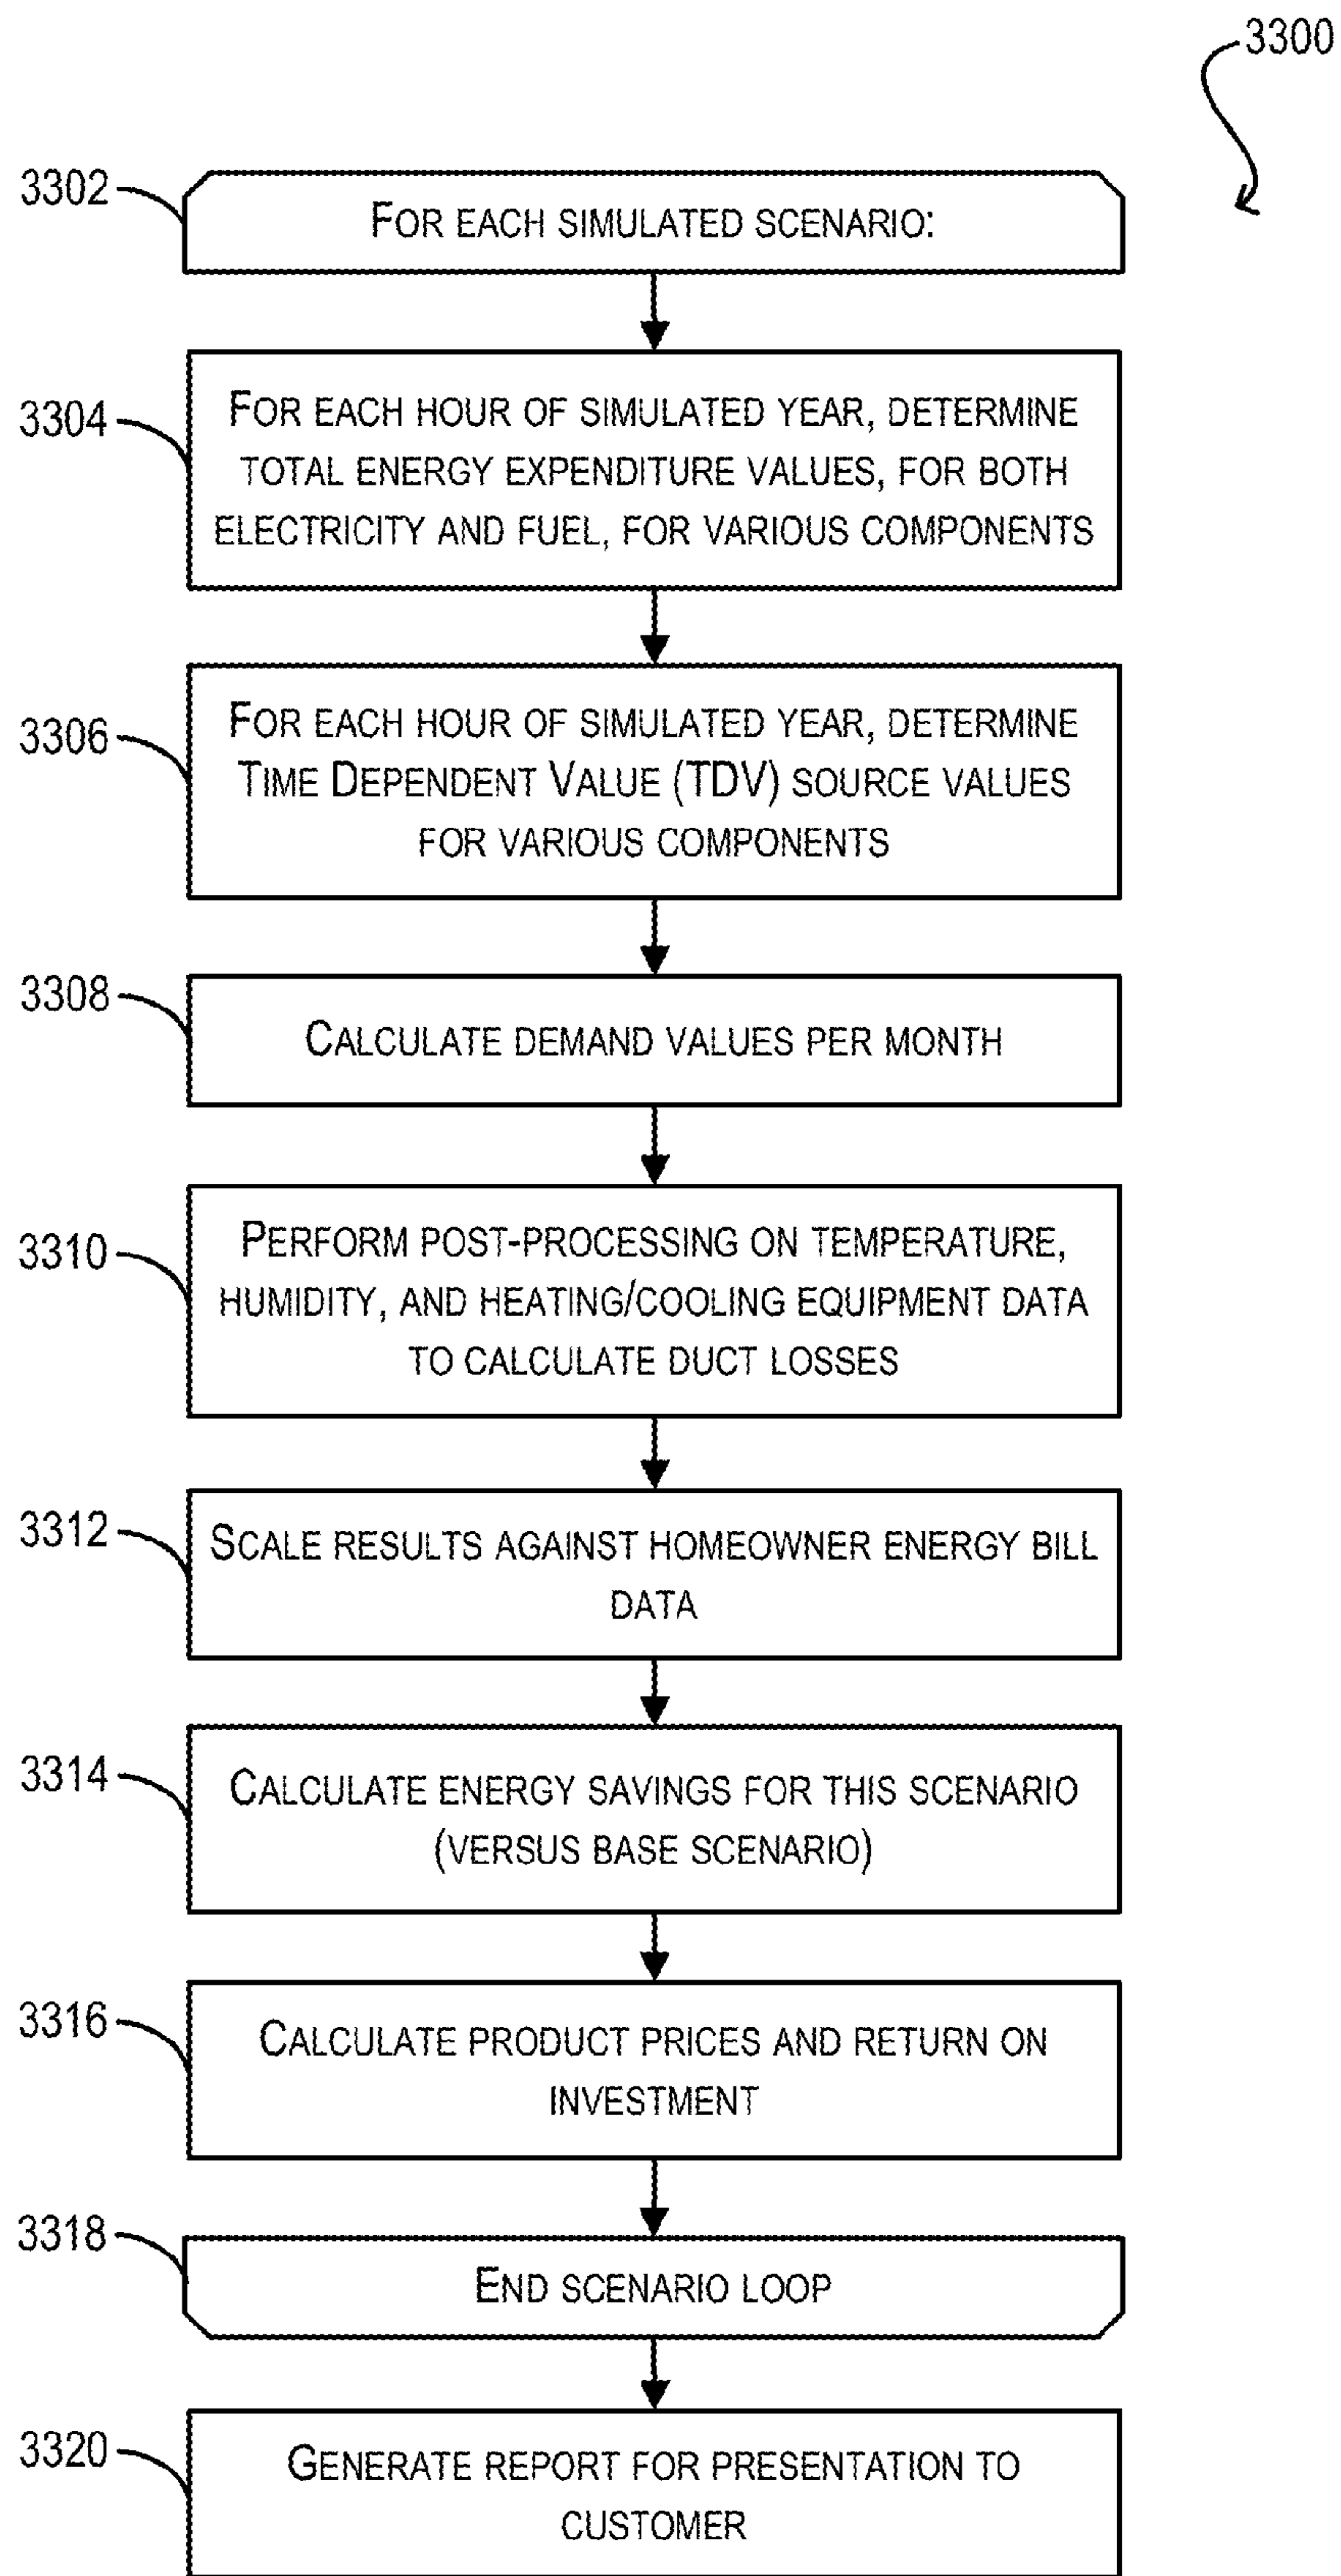 3300
3302
FOR EACH SIMULATED SCENARIO:
3304
FOR EACH HOUR OF SIMULATED YEAR, DETERMINE
TOTAL ENERGY EXPENDITURE VALUES, FOR BOTH
ELECTRICITY AND FUEL, FOR VARIOUS COMPONENTS
3306
FOR EACH HOUR OF SIMULATED YEAR, DETERMINE
TIME DEPENDENT VALUE (TDV) SOURCE VALUES
FOR VARIOUS COMPONENTS
3308
CALCULATE DEMAND VALUES PER MONTH
3310
PERFORM POST-PROCESSING ON TEMPERATURE,
HUMIDITY, AND HEATING/COOLING EQUIPMENT DATA
TO CALCULATE DUCT LOSSES
3312
SCALE RESULTS AGAINST HOMEOWNER ENERGY BILL
DATA
3314
CALCULATE ENERGY SAVINGS FOR THIS SCENARIO
(VERSUS BASE SCENARIO)
3316
CALCULATE PRODUCT PRICES AND RETURN ON
INVESTMENT
3318
END SCENARIO LOOP
3320
GENERATE REPORT FOR PRESENTATION TO
CUSTOMER